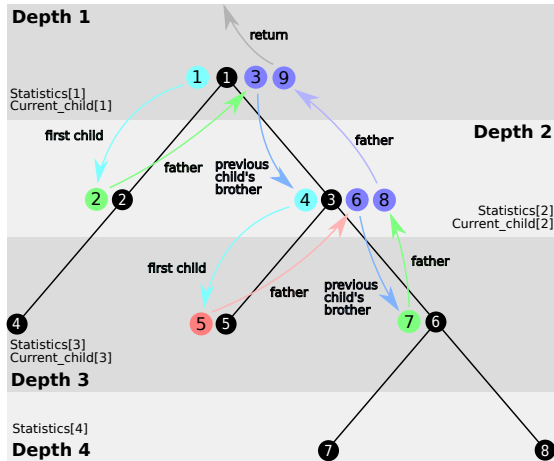 Depth 1
return
1 1 3 9
Statistics[1]
Current_child[1]
first child
Depth 2
father
father
previous
child's
brother
2 2
4 3 6 8
Statistics[2]
Current_child[2]
first child
father
father
previous
child's
brother
4
5 5
7 6
Statistics[3]
Current_child[3]
Depth 3
Statistics[4]
Depth 4
7
8